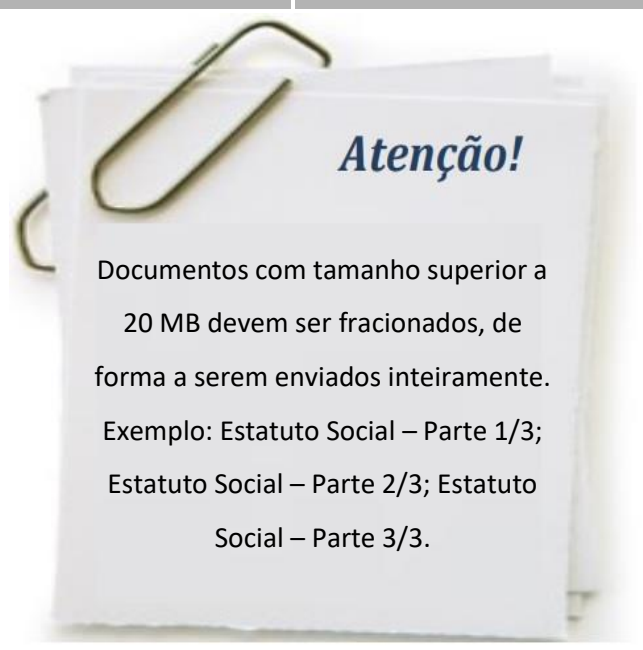 Atenção!
Documentos com tamanho superior a
20 MB devem ser fracionados, de
forma a serem enviados inteiramente.
Exemplo: Estatuto Social – Parte 1/3;
Estatuto Social – Parte 2/3; Estatuto
Social – Parte 3/3.